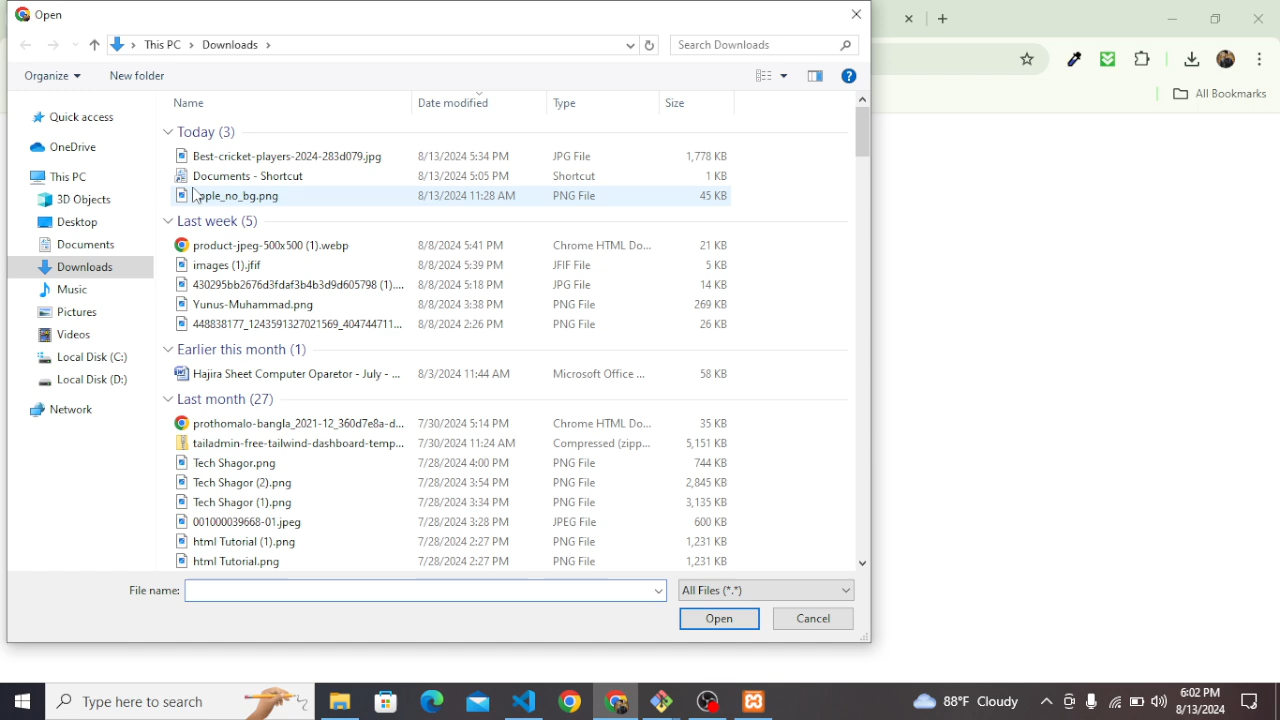 Open
This PC
Downloads
Search Downloads
Organize
New folder
Name
Date modified
Type
Size
Quick access
OneDrive
This PC
3D Objects
Desktop
Documents
Downloads
Music
Pictures
Videos
Local Disk (C:)
Local Disk (D:)
Network
Today (3)
Best-cricket-players-2024-283d079.jpg 8/13/2024 5:34 PM JPG File 1,778 KB
Documents - Shortcut 8/13/2024 5:05 PM Shortcut 1 KB
pple_no_bg.png 8/13/2024 11:28 AM PNG File 45 KB
Last week (5)
product-jpeg-500x500 (1).webp 8/8/2024 5:41 PM Chrome HTML Do... 21 KB
images (1).jfif 8/8/2024 5:39 PM JFIF File 5 KB
430295bb2676d3fdaf3b4b3d9d605798 (1).... 8/8/2024 5:18 PM JPG File 14 KB
Yunus-Muhammad.png 8/8/2024 3:38 PM PNG File 269 KB
448838177_1243591327021569_404744711... 8/8/2024 2:26 PM PNG File 26 KB
Earlier this month (1)
Hajira Sheet Computer Oparetor - July - ... 8/3/2024 11:44 AM Microsoft Office ... 58 KB
Last month (27)
prothomalo-bangla_2021-12_360d7e8a-d... 7/30/2024 5:14 PM Chrome HTML Do... 35 KB
tailadmin-free-tailwind-dashboard-temp... 7/30/2024 11:24 AM Compressed (zipp... 5,151 KB
Tech Shagor.png 7/28/2024 4:00 PM PNG File 744 KB
Tech Shagor (2).png 7/28/2024 3:54 PM PNG File 2,845 KB
Tech Shagor (1).png 7/28/2024 3:34 PM PNG File 3,135 KB
001000039668-01.jpeg 7/28/2024 3:28 PM JPEG File 600 KB
html Tutorial (1).png 7/28/2024 2:27 PM PNG File 1,231 KB
html Tutorial.png 7/28/2024 2:27 PM PNG File 1,231 KB
File name:
All Files (*.*)
Open
Cancel
All Bookmarks
Type here to search
88°F Cloudy
6:02 PM
8/13/2024